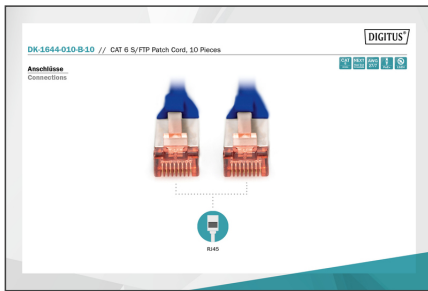 DIGITUS®
DK-1644-010-B-10 // CAT 6 S/FTP Patch Cord, 10 Pieces
Anschlüsse
Connections
RJ45